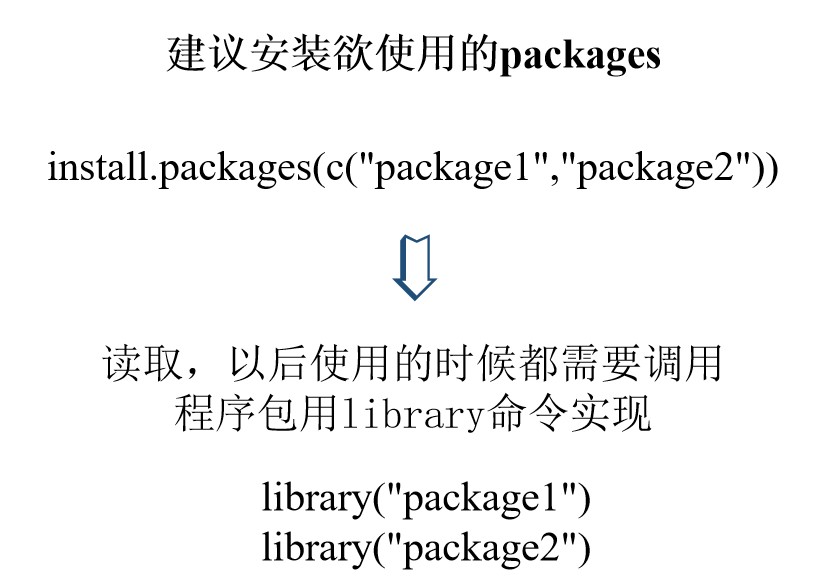 建议安装欲使用的packages
install.packages(c("package1","package2"))
读取，以后使用的时候都需要调用
程序包用library命令实现
library("package1")
library("package2")